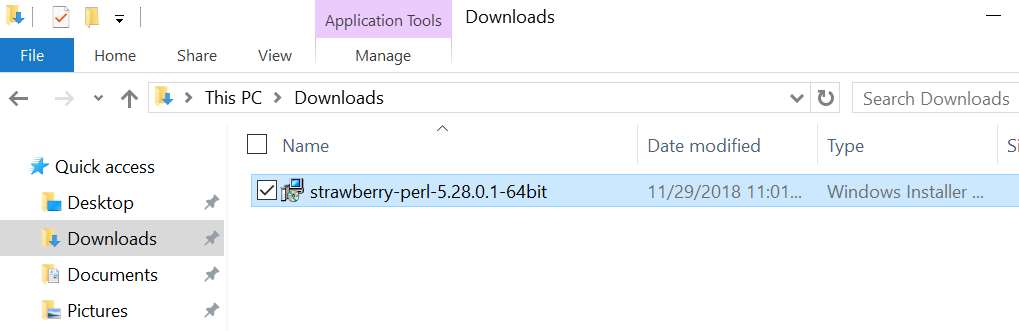 Application Tools Downloads
File Home Share View Manage
This PC Downloads Search Downloads
Name Date modified Type Si
Quick access
strawberry-perl-5.28.0.1-64bit 11/29/2018 11:01... Windows Installer ...
Desktop
Downloads
Documents
Pictures